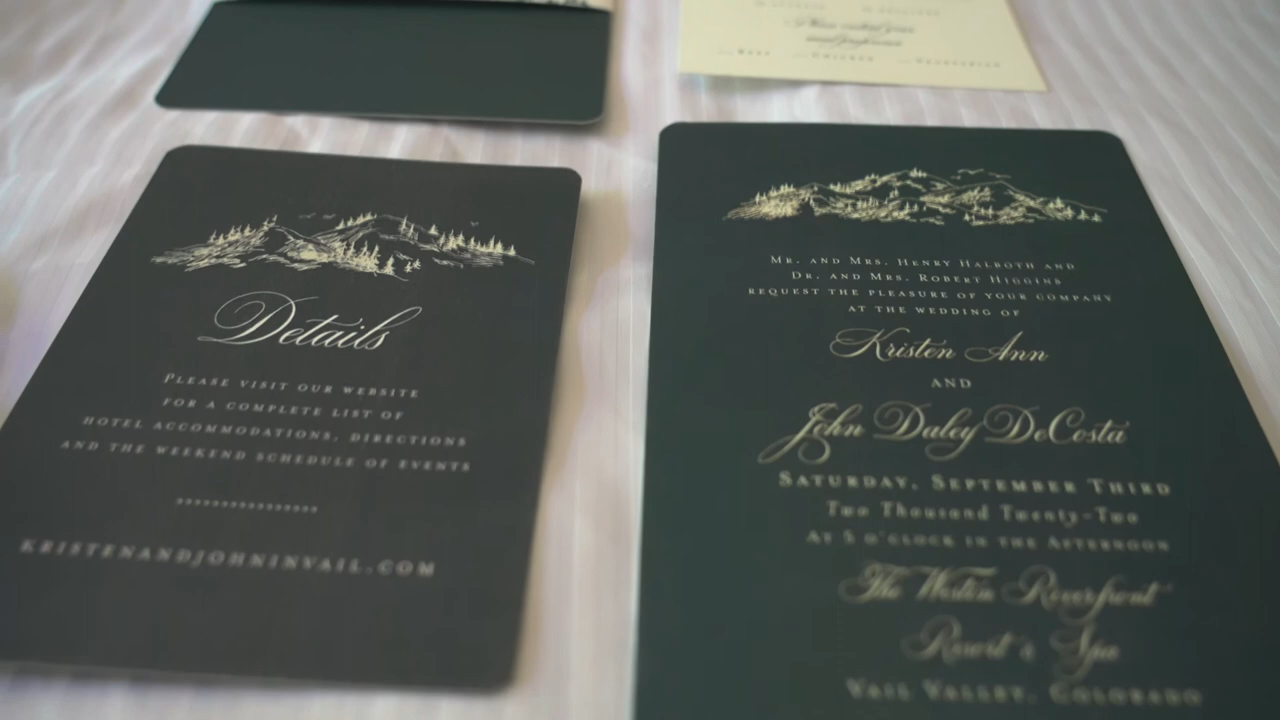 Details
Please visit our website
for a complete list of
hotel accommodations, directions
and the weekend schedule of events
kristenandjohninvail.com
Mr. and Mrs. Henry Halboth and
Dr. and Mrs. Robert Higgins
request the pleasure of your company
at the wedding of
Kristen Ann
and
John Daley DeCosta
Saturday, September Third
Two Thousand Twenty-Two
At 5 o'clock in the Afternoon
The Westin Riverfront
Resort & Spa
Vail Valley, Colorado